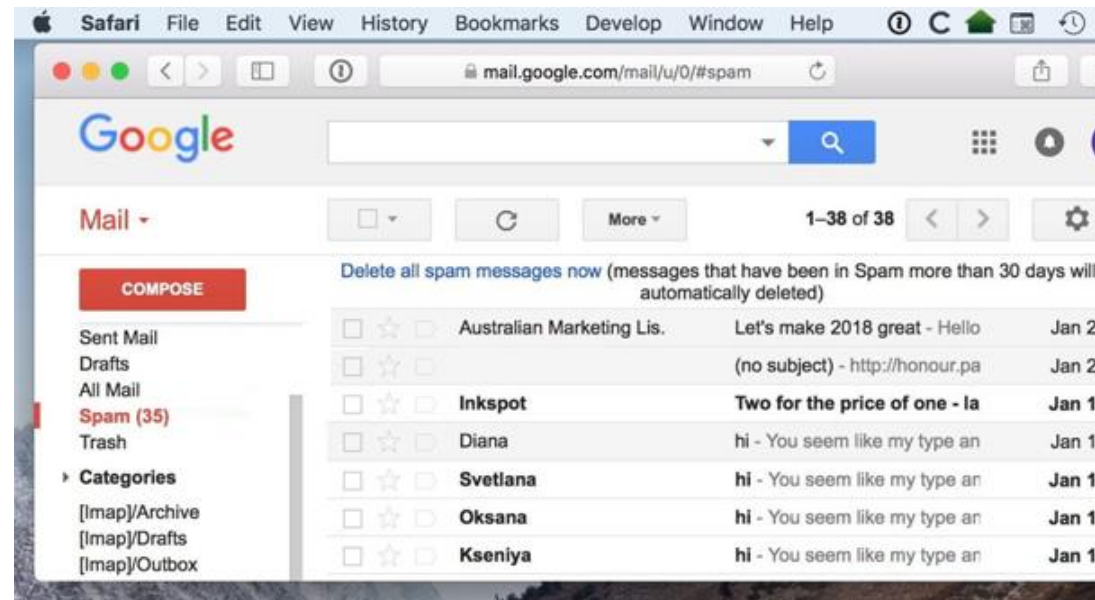 Safari File Edit View History Bookmarks Develop Window Help
mail.google.com/mail/u/0/#spam
Google
Mail
More
1–38 of 38
COMPOSE
Sent Mail
Drafts
All Mail
Spam (35)
Trash
Categories
[Imap]/Archive
[Imap]/Drafts
[Imap]/Outbox
Delete all spam messages now (messages that have been in Spam more than 30 days will
automatically deleted)
Australian Marketing Lis. Let's make 2018 great - Hello Jan 2
(no subject) - http://honour.pa Jan 2
Inkspot Two for the price of one - la Jan 1
Diana hi - You seem like my type an Jan 1
Svetlana hi - You seem like my type an Jan 1
Oksana hi - You seem like my type an Jan 1
Kseniya hi - You seem like my type an Jan 1